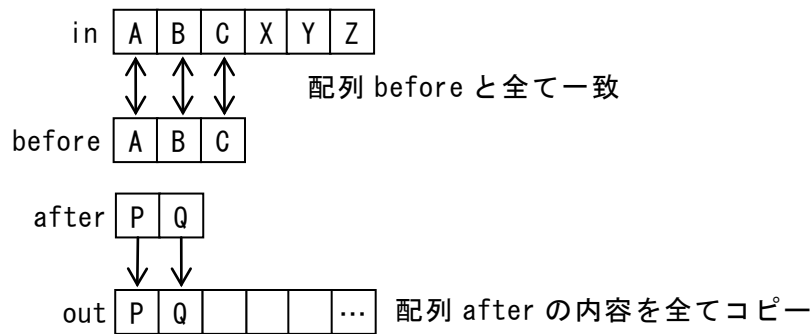 in A B C X Y Z
配列 before と全て一致
before A B C
after P Q
out P Q … 配列 after の内容を全てコピー